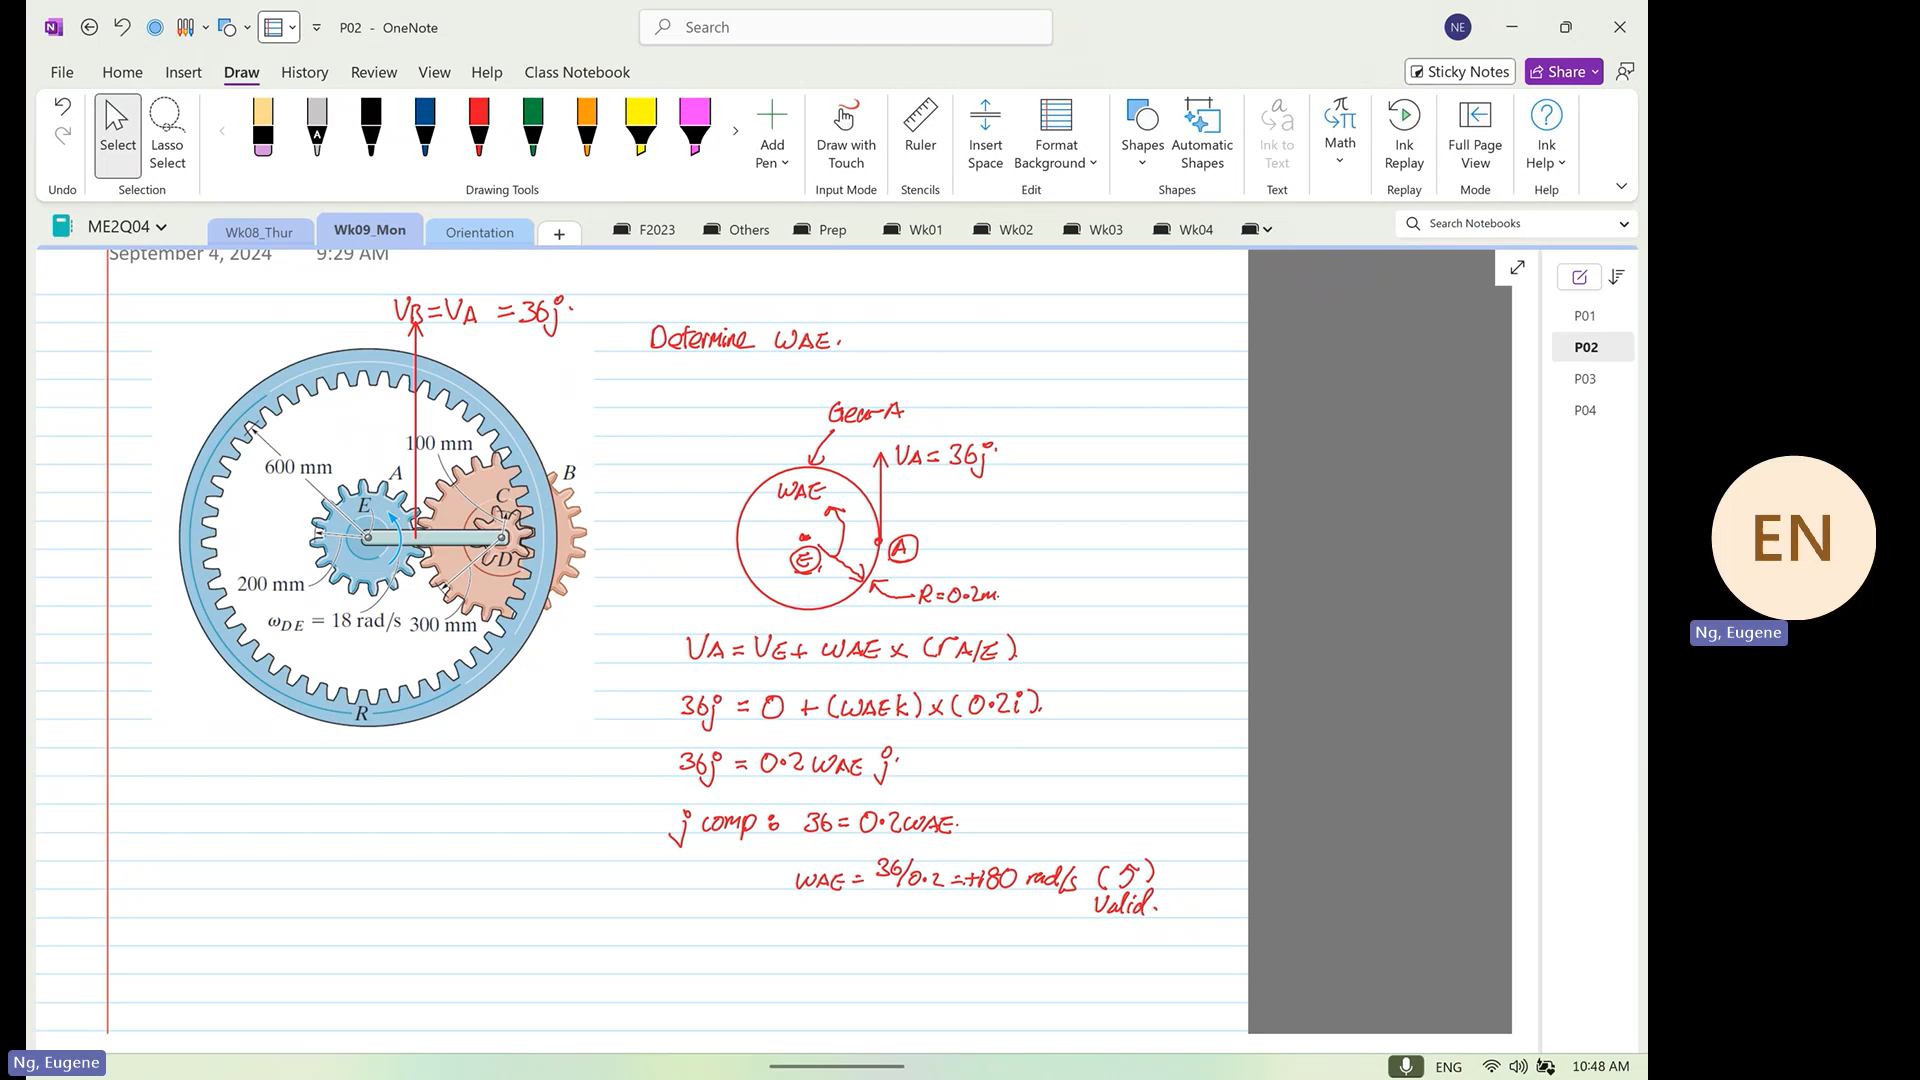 P02 - OneNote
Search
NE
File Home Insert Draw History Review View Help Class Notebook
Sticky Notes
Share
Undo
Select
Lasso Select
Selection
Drawing Tools
Add Pen
Draw with Touch
Input Mode
Ruler
Stencils
Insert Space
Format Background
Edit
Shapes
Automatic Shapes
Shapes
Ink to Text
Text
Math
Ink Replay
Replay
Full Page View
Mode
Ink Help
Help
ME2Q04
Wk08_Thur
Wk09_Mon
Orientation
F2023
Others
Prep
Wk01
Wk02
Wk03
Wk04
Search Notebooks
September 4, 2024 9:29 AM
P01
P02
P03
P04
VB = VA = 36j.
100 mm
600 mm
A
B
C
E
D
200 mm
ωDE = 18 rad/s
300 mm
R
Determine WAE.
Gear-A
VA = 36j.
WAE
E
A
R = 0.2m.
VA = VE + WAE × (rA/E).
36j = 0 + (WAEk) × (0.2i).
36j = 0.2 WAE j.
j comp: 36 = 0.2WAE.
WAE = 36/0.2 = +180 rad/s (↺)
Valid.
EN
Ng, Eugene
Ng, Eugene
ENG
10:48 AM